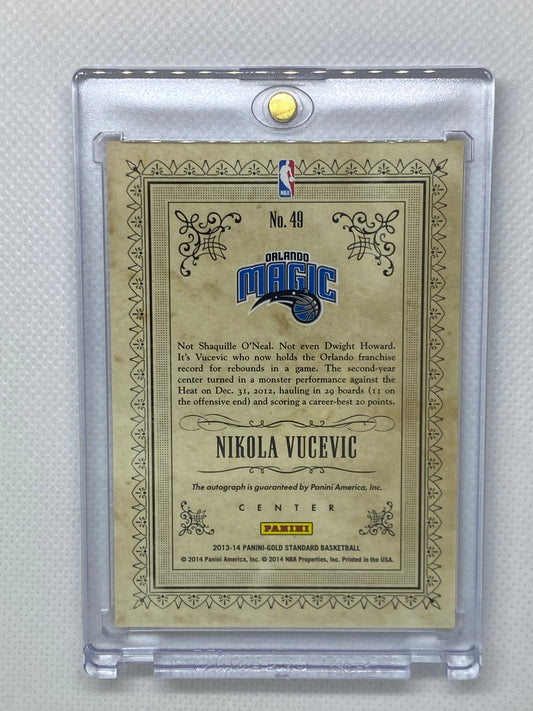 NBA
No. 49
ORLANDO
MAGIC
Not Shaquille O'Neal. Not even Dwight Howard.
It's Vucevic who now holds the Orlando franchise
record for rebounds in a game. The second-year
center turned in a monster performance against the
Heat on Dec. 31, 2012, hauling in 29 boards (11 on
the offensive end) and scoring a career-best 20 points.
NIKOLA VUCEVIC
The autograph is guaranteed by Panini America, Inc.
CENTER
PANINI
2013-14 PANINI-GOLD STANDARD BASKETBALL
© 2014 Panini America, Inc. © 2014 NBA Properties, Inc. Printed in the USA.